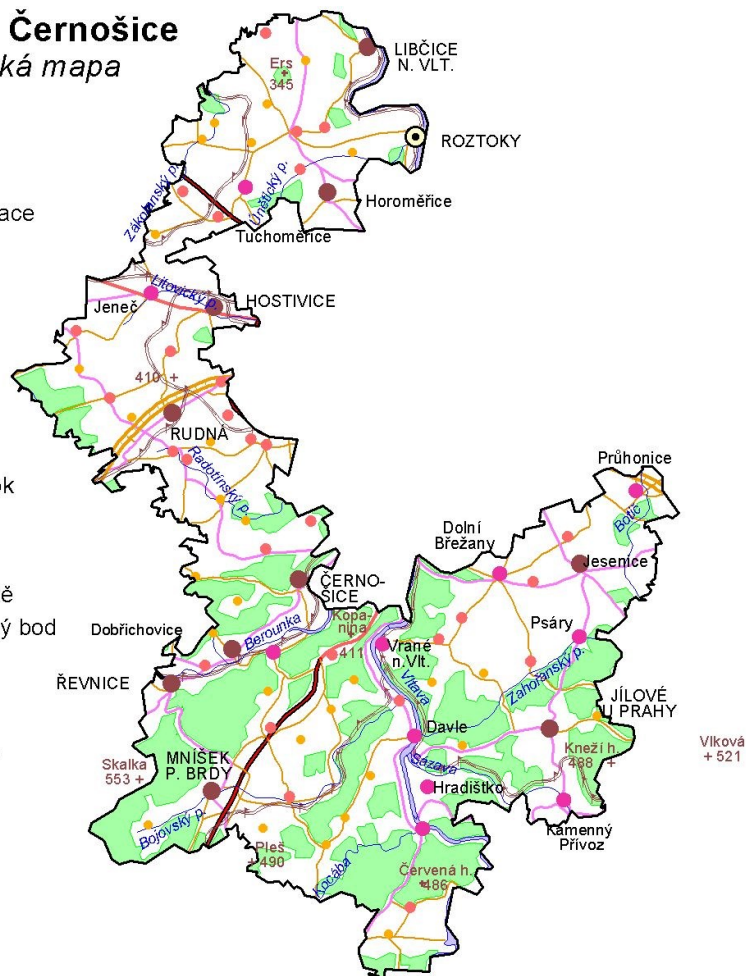 Černošice
ká mapa
LIBČICE
N. VLT.
Ers
345
ROZTOKY
Zákolanský p.
Únětický p.
Horoměřice
ace
Tuchoměřice
Litovický p.
Jeneč
HOSTIVICE
410
RUDNÁ
Radotínský p.
Průhonice
ok
Botič
Dolní
Břežany
Jesenice
ČERNO-
ŠICE
ě
Kopa-
nina
411
ý bod
Dobřichovice
Berounka
Psáry
Vrané
n.Vlt.
Zahořanský p.
ŘEVNICE
Vltava
JÍLOVÉ
U PRAHY
Davle
Skalka
553
MNÍŠEK
P. BRDY
Sázava
Kneží h.
488
Vlková
521
Hradištko
Bojovský p.
Kamenný
Přívoz
Pleš
490
Kocába
Červená h.
486